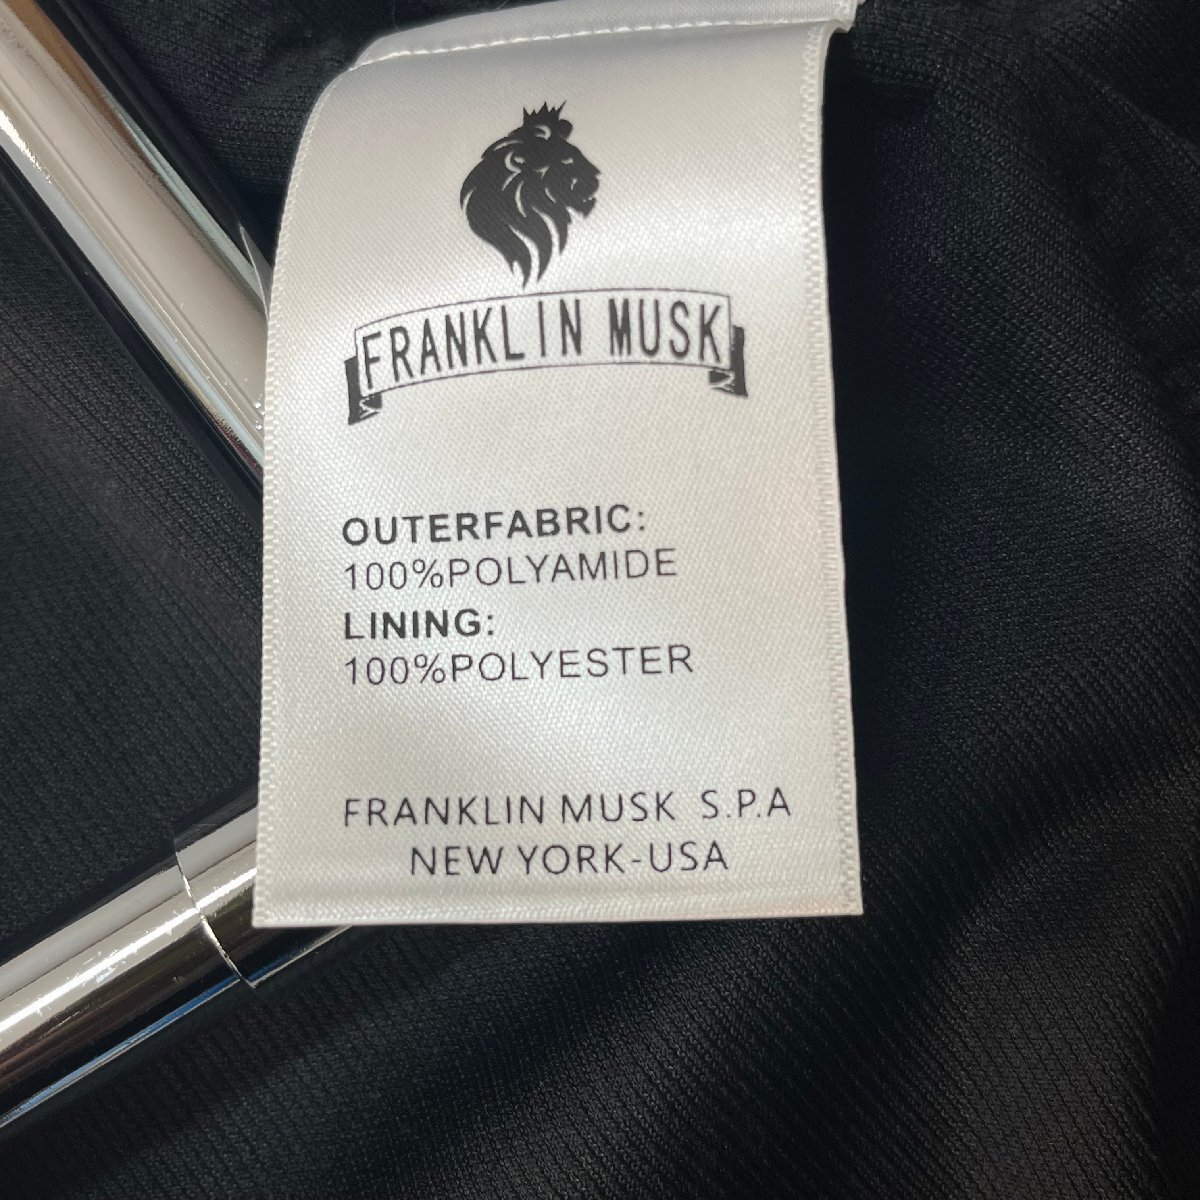 FRANKLIN MUSK
OUTERFABRIC:
100%POLYAMIDE
LINING:
100%POLYESTER
FRANKLIN MUSK S.P.A
NEW YORK-USA